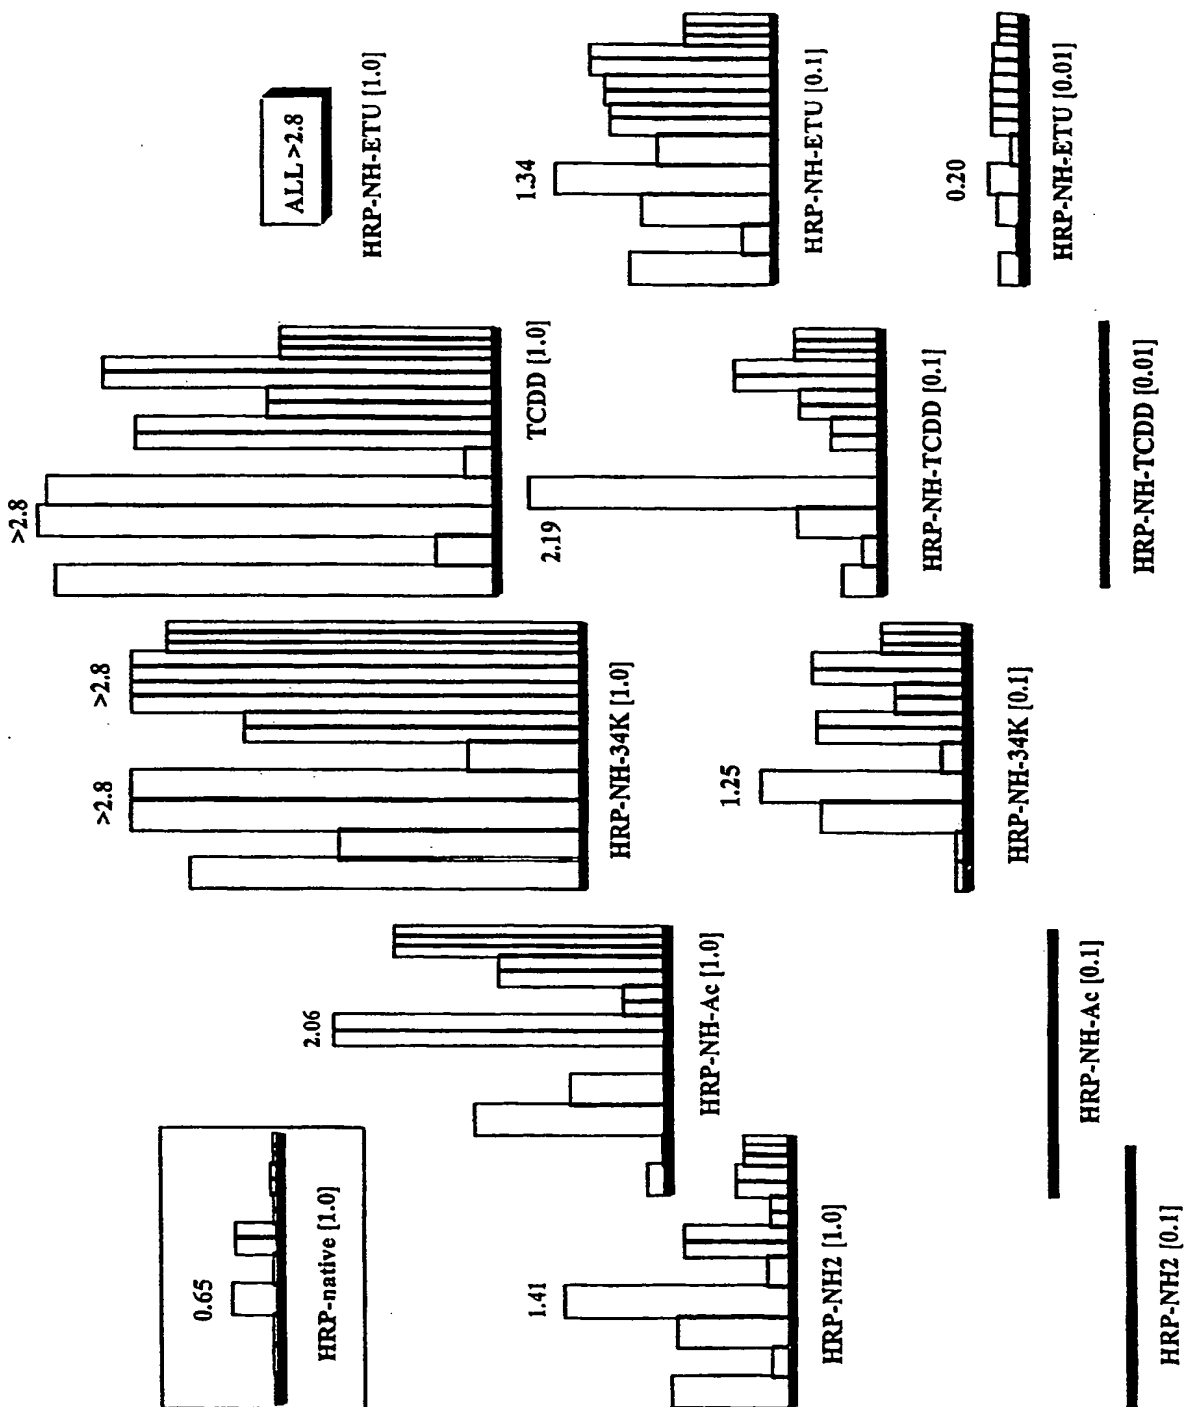 0.65
HRP-native [1.0]
1.41
HRP-NH2 [1.0]
HRP-NH2 [0.1]
2.06
HRP-NH-Ac [1.0]
HRP-NH-Ac [0.1]
>2.8
>2.8
HRP-NH-34K [1.0]
1.25
HRP-NH-34K [0.1]
>2.8
TCDD [1.0]
2.19
HRP-NH-TCDD [0.1]
HRP-NH-TCDD [0.01]
ALL >2.8
HRP-NH-ETU [1.0]
1.34
HRP-NH-ETU [0.1]
0.20
HRP-NH-ETU [0.01]